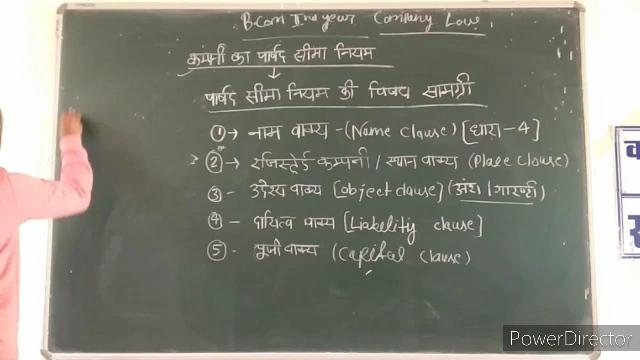 B.com IInd year Company Law
कम्पनी का पार्षद सीमा नियम
पार्षद सीमा नियम की विषय सामग्री
① → नाम वाक्य - (Name clause) [धारा-4]
② → रजिस्टर्ड कम्पनी / स्थान वाक्य (Place clause)
③ - उद्देश्य वाक्य [object clause] (अंश / गारण्टी)
④ - दायित्व वाक्य [Liability clause]
⑤ - पूंजी वाक्य (Capital clause)
PowerDirector